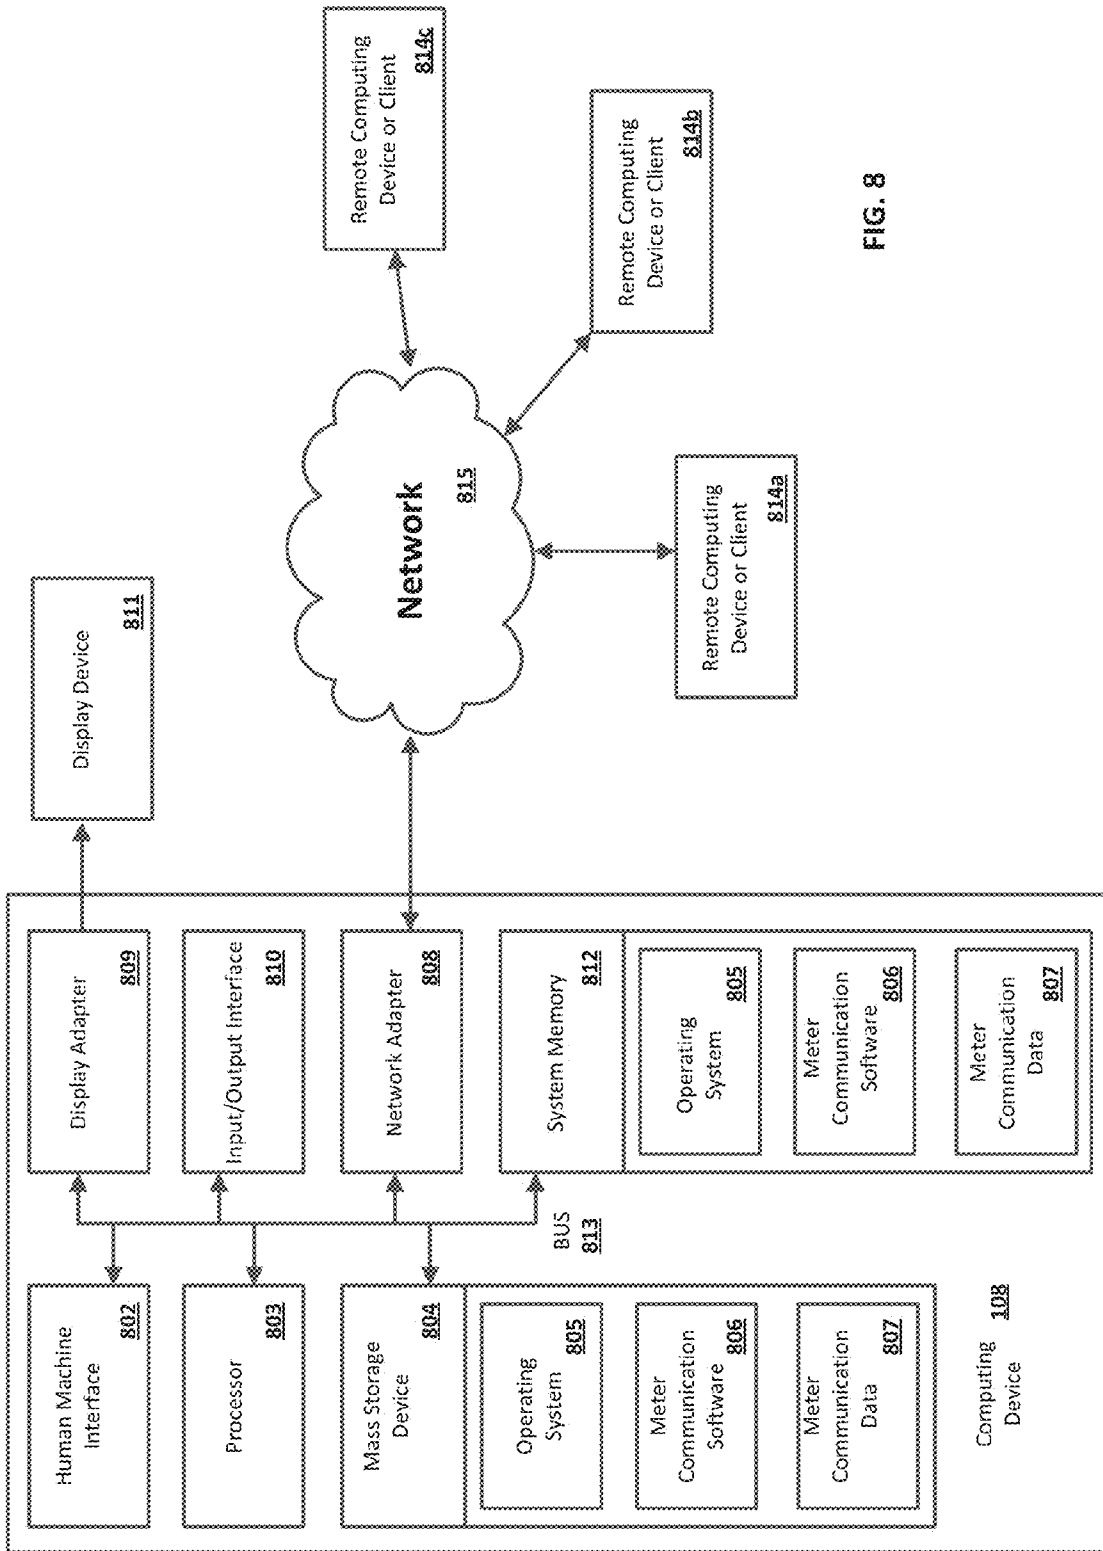 Human Machine
Interface
802
Processor
803
Mass Storage
Device
804
Operating
System
805
Meter
Communication
Software
806
Meter
Communication
Data
807
Computing
Device
108
BUS
813
Display Adapter
809
Input/Output Interface
810
Network Adapter
808
System Memory
812
Operating
System
805
Meter
Communication
Software
806
Meter
Communication
Data
807
Display Device
811
Network
815
Remote Computing
Device or Client
814a
Remote Computing
Device or Client
814b
Remote Computing
Device or Client
814c
FIG. 8